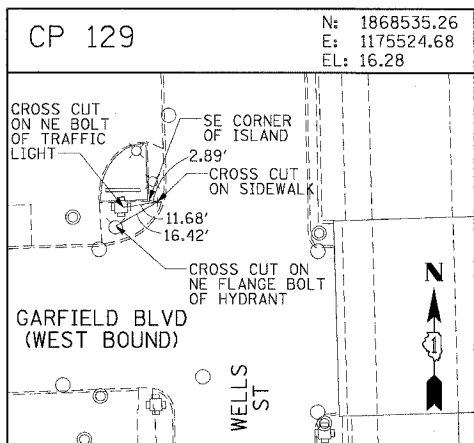 CP 129
N: 1868535.26
E: 1175524.68
EL: 16.28
CROSS CUT
ON NE BOLT
OF TRAFFIC
LIGHT
SE CORNER
OF ISLAND
2.89'
CROSS CUT
ON SIDEWALK
11.68'
16.42'
CROSS CUT ON
NE FLANGE BOLT
OF HYDRANT
N
1
GARFIELD BLVD
(WEST BOUND)
WELLS
ST